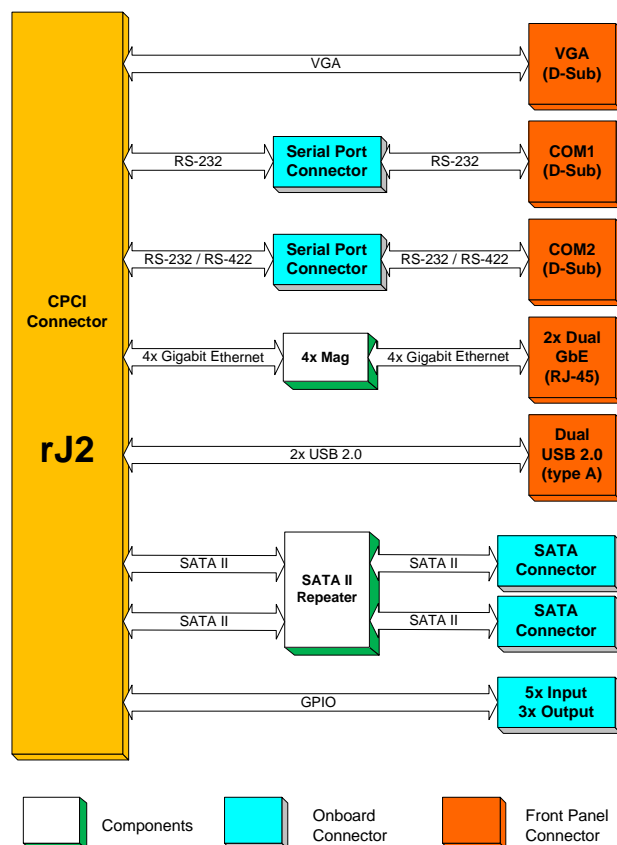 VGA
VGA
(D-Sub)
RS-232
Serial Port
Connector
RS-232
COM1
(D-Sub)
RS-232 / RS-422
Serial Port
Connector
RS-232 / RS-422
COM2
(D-Sub)
CPCI
Connector
rJ2
4x Gigabit Ethernet
4x Mag
4x Gigabit Ethernet
2x Dual
GbE
(RJ-45)
2x USB 2.0
Dual
USB 2.0
(type A)
SATA II
SATA II
SATA II
Repeater
SATA II
SATA II
SATA
Connector
SATA
Connector
GPIO
5x Input
3x Output
Components
Onboard
Connector
Front Panel
Connector